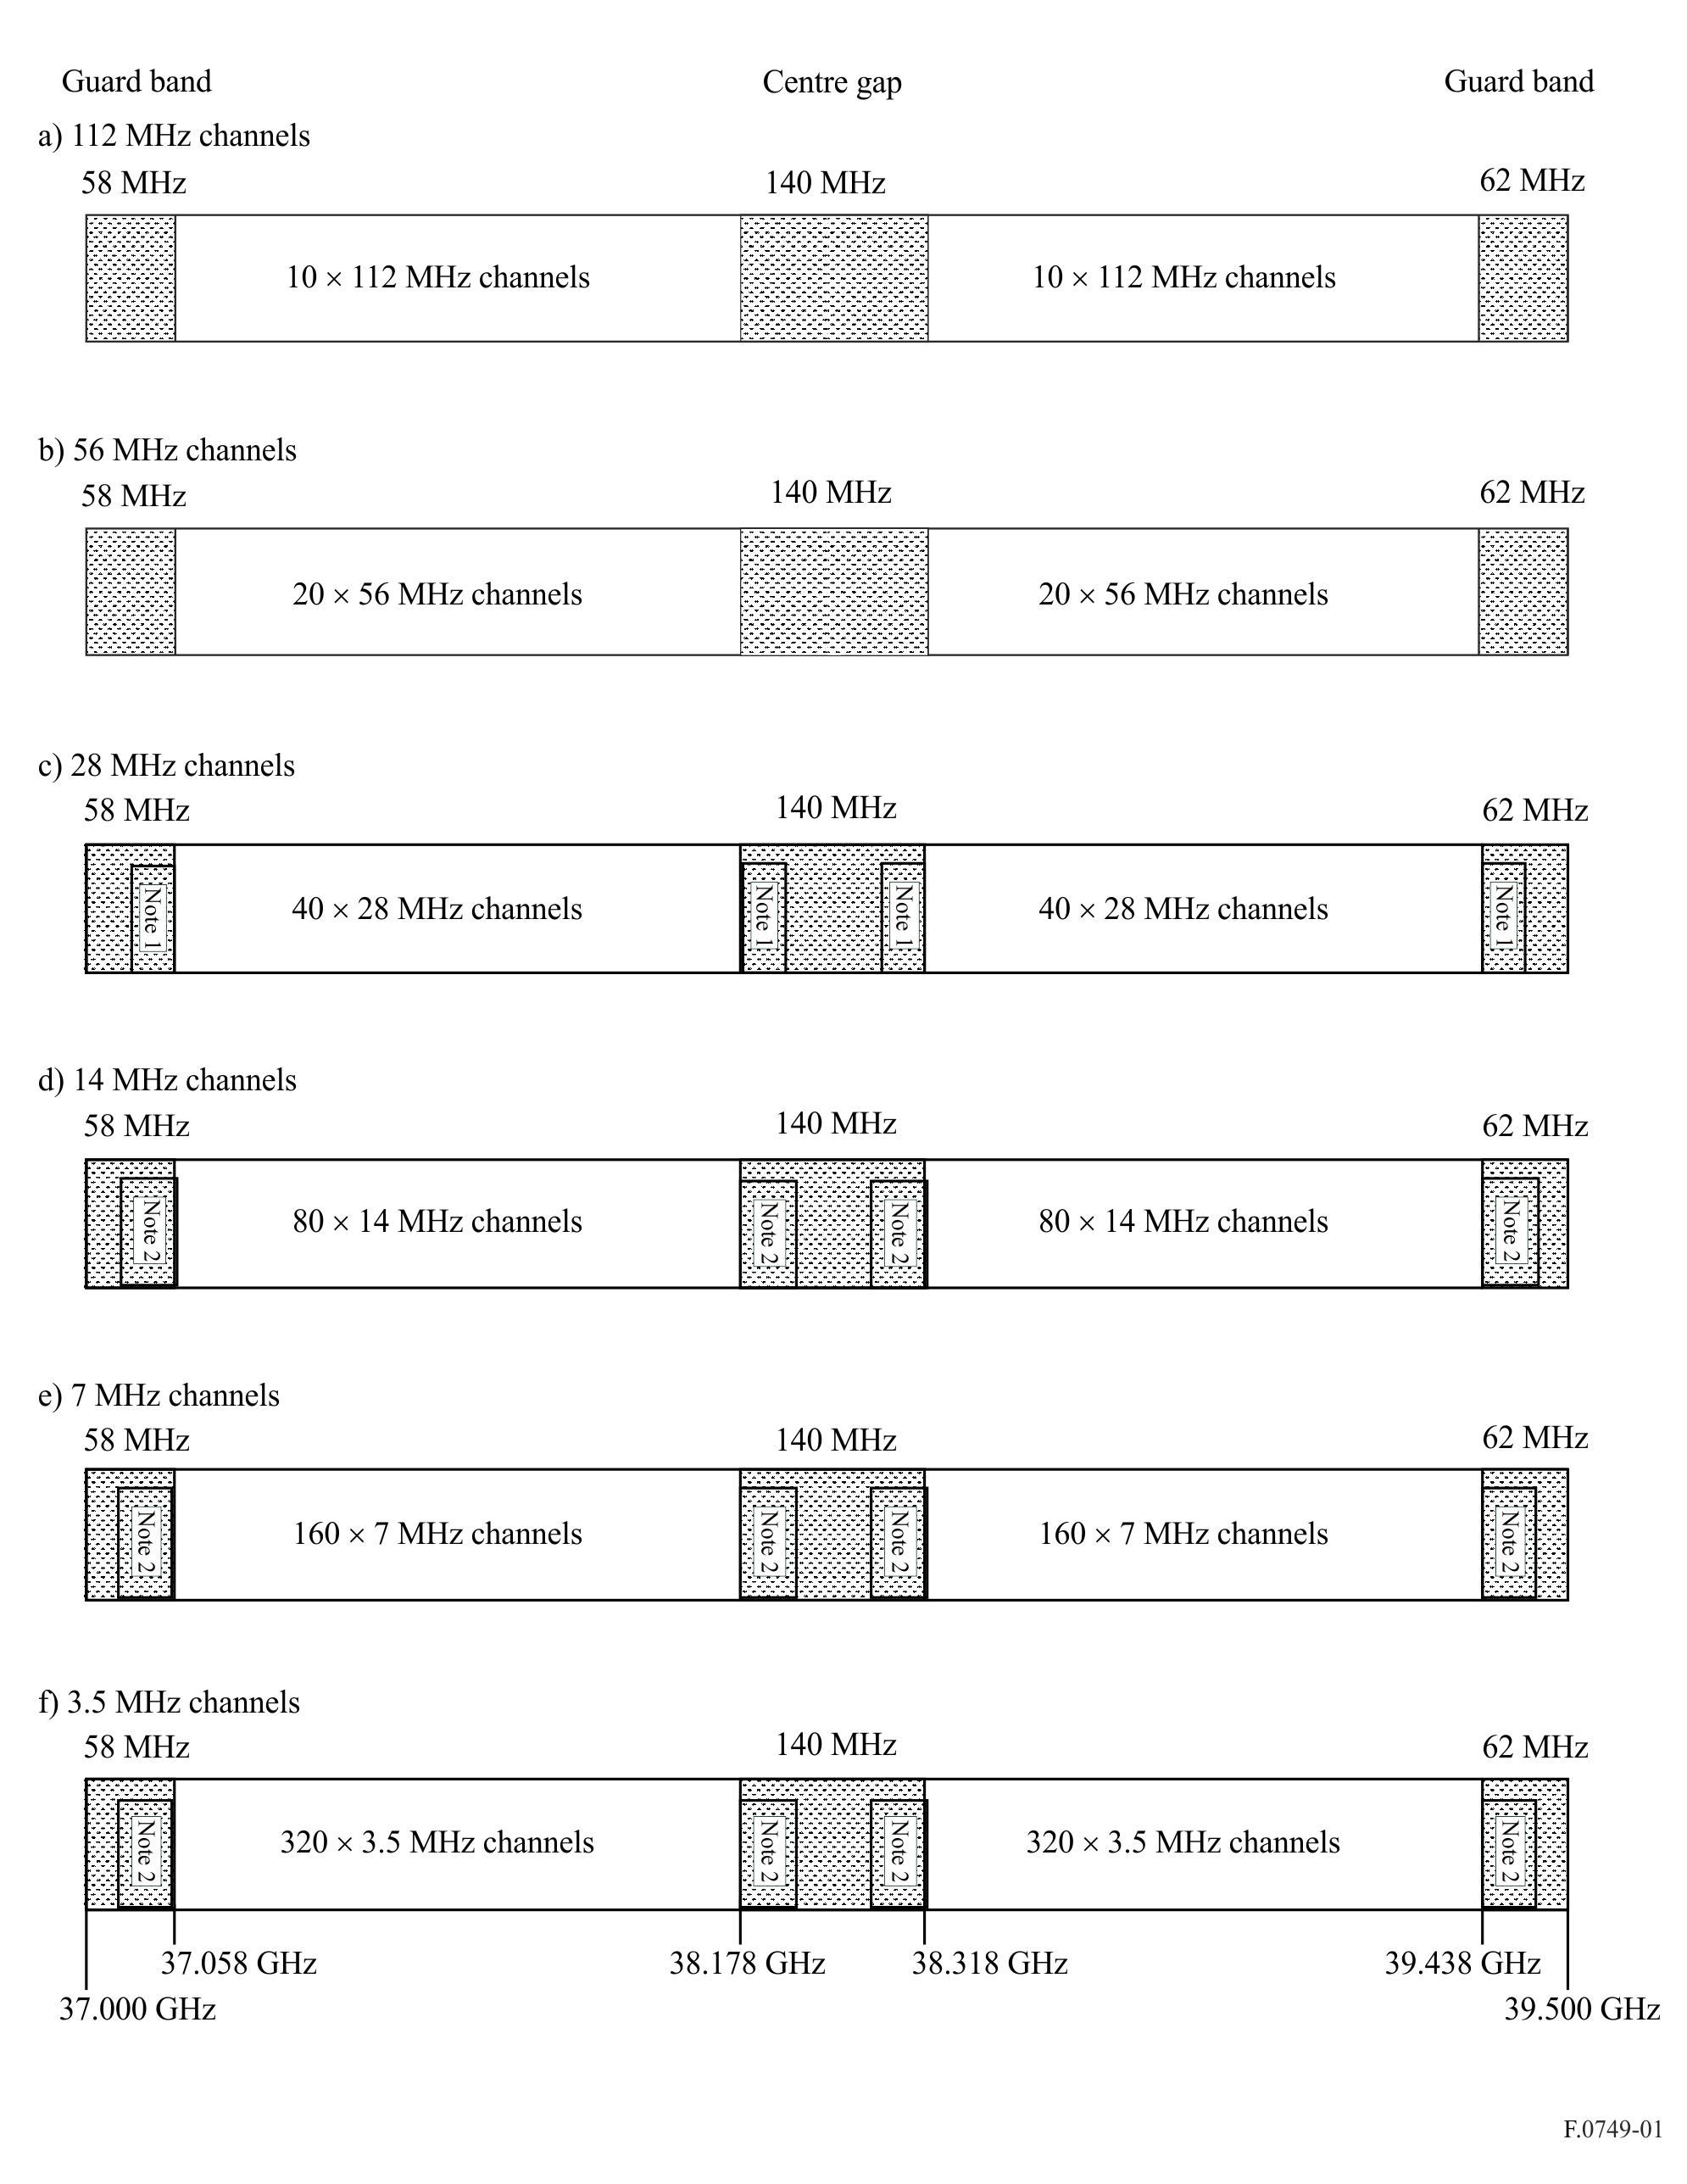 Guard band Centre gap Guard band
a) 112 MHz channels
58 MHz 140 MHz 62 MHz
10 × 112 MHz channels 10 × 112 MHz channels
b) 56 MHz channels
58 MHz 140 MHz 62 MHz
20 × 56 MHz channels 20 × 56 MHz channels
c) 28 MHz channels
58 MHz 140 MHz 62 MHz
Note 1 40 × 28 MHz channels Note 1 Note 1 40 × 28 MHz channels Note 1
d) 14 MHz channels
58 MHz 140 MHz 62 MHz
Note 2 80 × 14 MHz channels Note 2 Note 2 80 × 14 MHz channels Note 2
e) 7 MHz channels
58 MHz 140 MHz 62 MHz
Note 2 160 × 7 MHz channels Note 2 Note 2 160 × 7 MHz channels Note 2
f) 3.5 MHz channels
58 MHz 140 MHz 62 MHz
Note 2 320 × 3.5 MHz channels Note 2 Note 2 320 × 3.5 MHz channels Note 2
37.058 GHz 38.178 GHz 38.318 GHz 39.438 GHz
37.000 GHz 39.500 GHz
F.0749-01